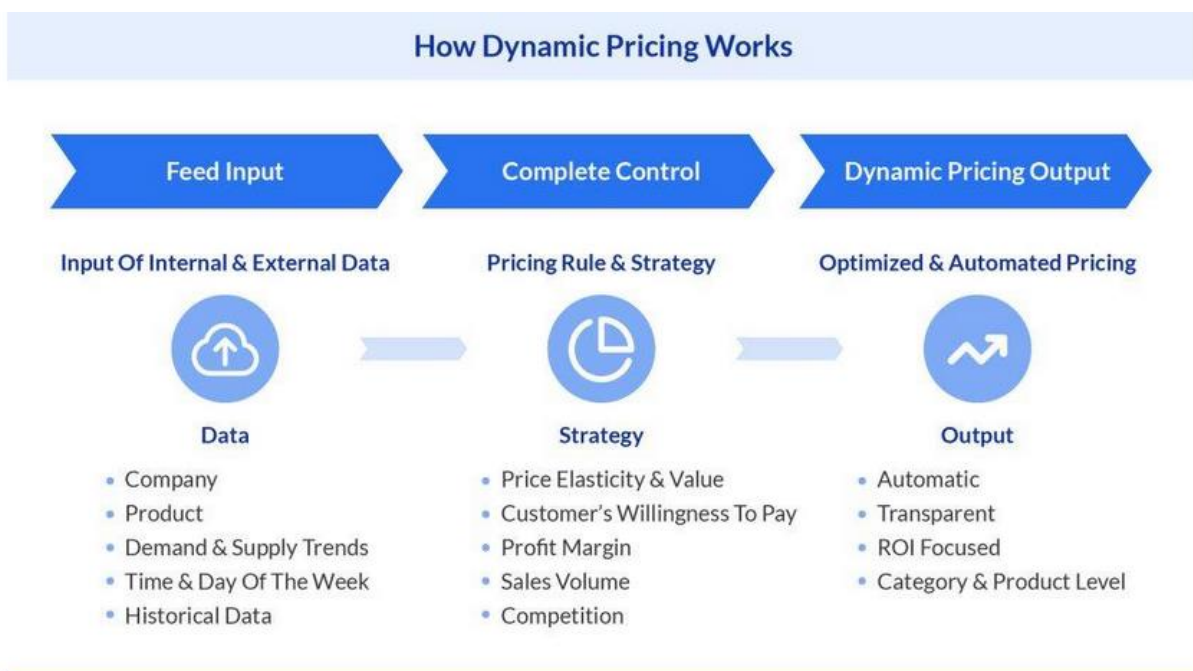 How Dynamic Pricing Works
Feed Input
Complete Control
Dynamic Pricing Output
Input Of Internal & External Data
Pricing Rule & Strategy
Optimized & Automated Pricing
Data
Company
Product
Demand & Supply Trends
Time & Day Of The Week
Historical Data
Strategy
Price Elasticity & Value
Customer's Willingness To Pay
Profit Margin
Sales Volume
Competition
Output
Automatic
Transparent
ROI Focused
Category & Product Level